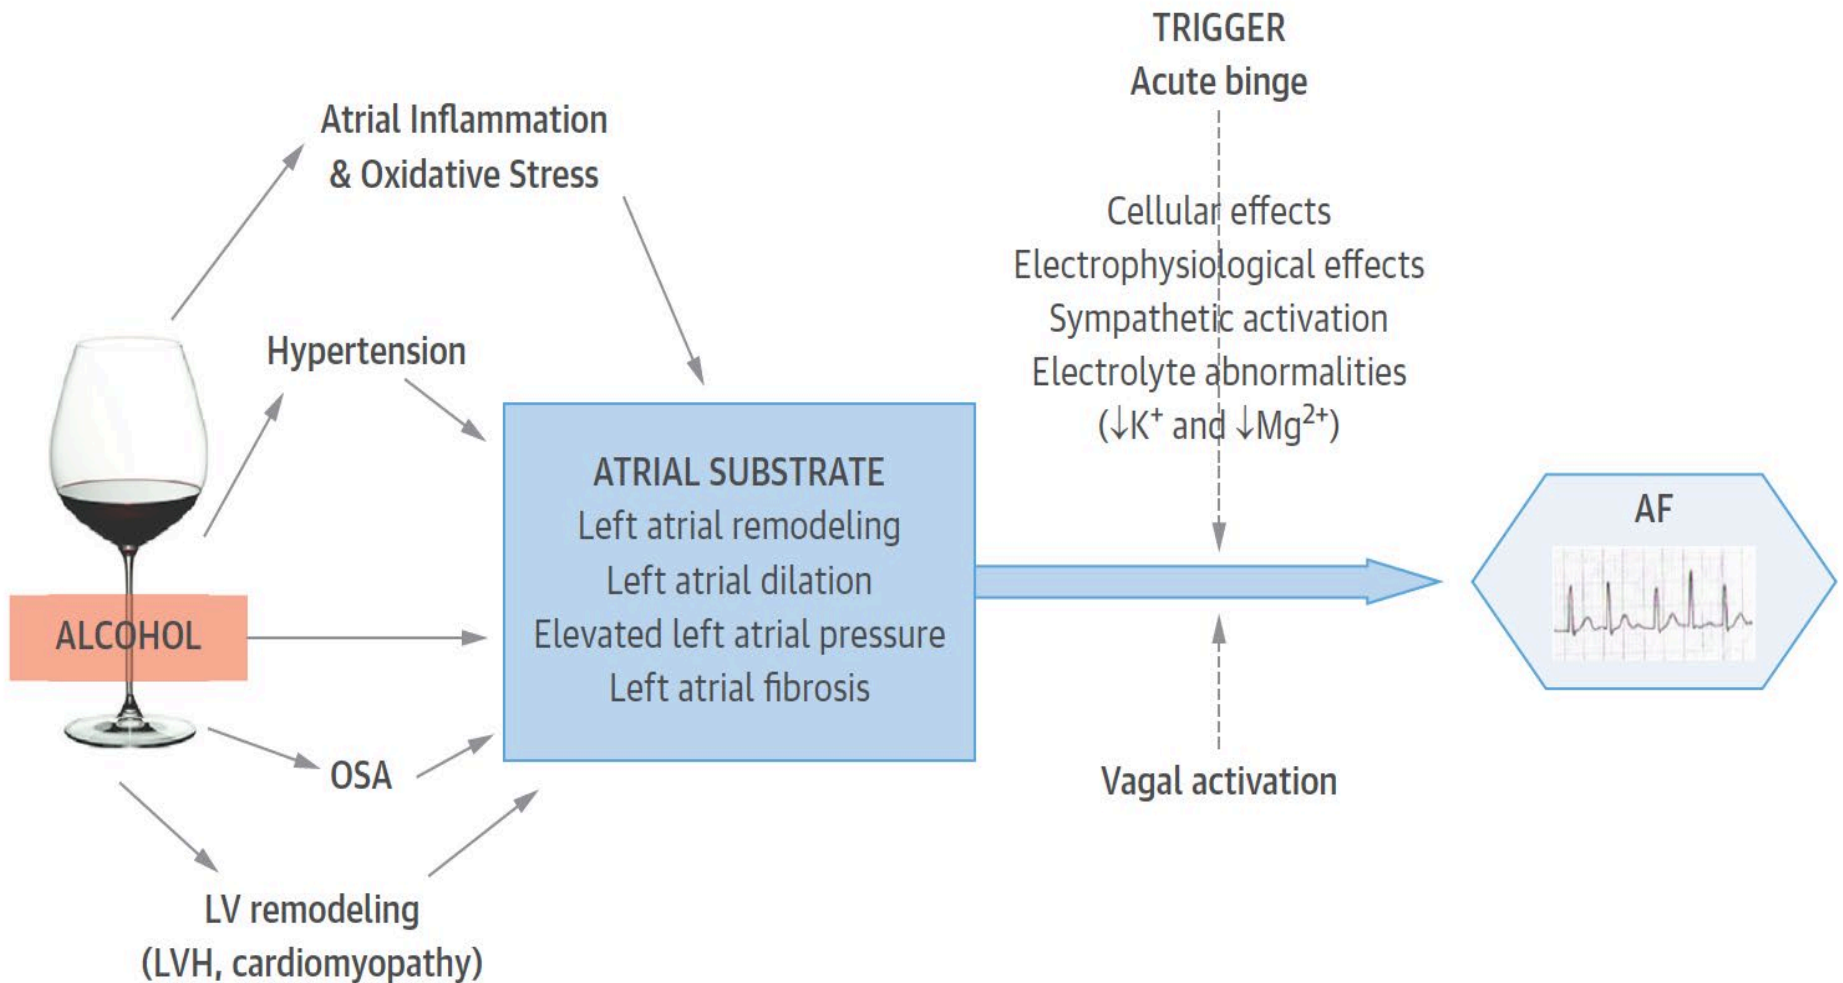 TRIGGER
Acute binge
Atrial Inflammation
& Oxidative Stress
Cellular effects
Electrophysiological effects
Sympathetic activation
Electrolyte abnormalities
(↓K⁺ and ↓Mg²⁺)
Hypertension
ATRIAL SUBSTRATE
Left atrial remodeling
Left atrial dilation
Elevated left atrial pressure
Left atrial fibrosis
AF
ALCOHOL
OSA
Vagal activation
LV remodeling
(LVH, cardiomyopathy)